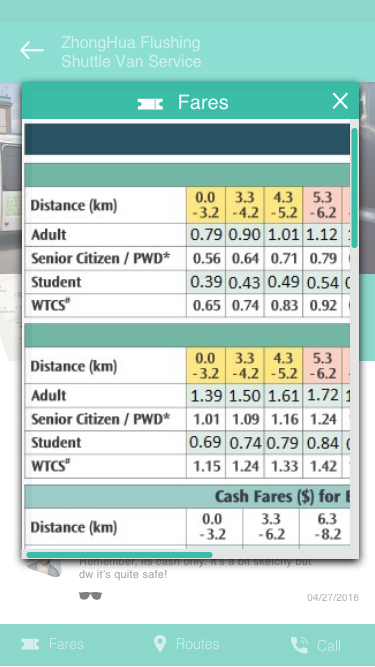 ZhongHua Flushing
Shuttle Van Service
Fares
Distance (km) 0.0 -3.2 3.3 -4.2 4.3 -5.2 5.3 -6.2
Adult 0.79 0.90 1.01 1.12
Senior Citizen / PWD* 0.56 0.64 0.71 0.79
Student 0.39 0.43 0.49 0.54
WTCS# 0.65 0.74 0.83 0.92
Distance (km) 0.0 -3.2 3.3 -4.2 4.3 -5.2 5.3 -6.2
Adult 1.39 1.50 1.61 1.72
Senior Citizen / PWD* 1.01 1.09 1.16 1.24
Student 0.69 0.74 0.79 0.84
WTCS# 1.15 1.24 1.33 1.42
Cash Fares ($) for
Distance (km) 0.0 -3.2 3.3 -6.2 6.3 -8.2
Remember, its cash only. It's a bit sketchy but
dw it's quite safe!
04/27/2016
Fares Routes Call